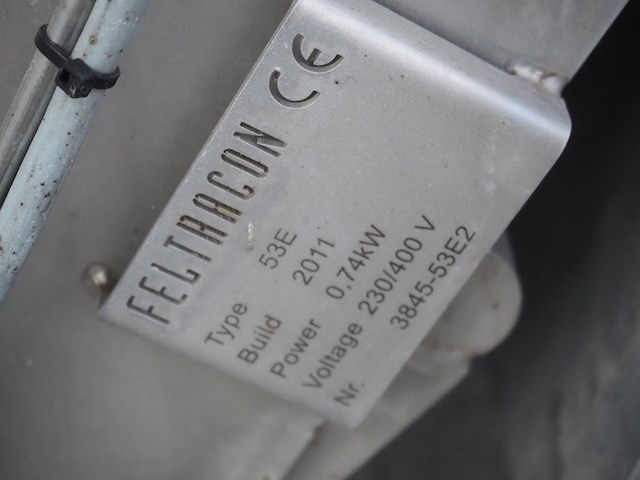 FELTRACON CE
Type 53E
Build 2011
Power 0,74kW
Voltage 230/400 V
Nr. 3845-53E2